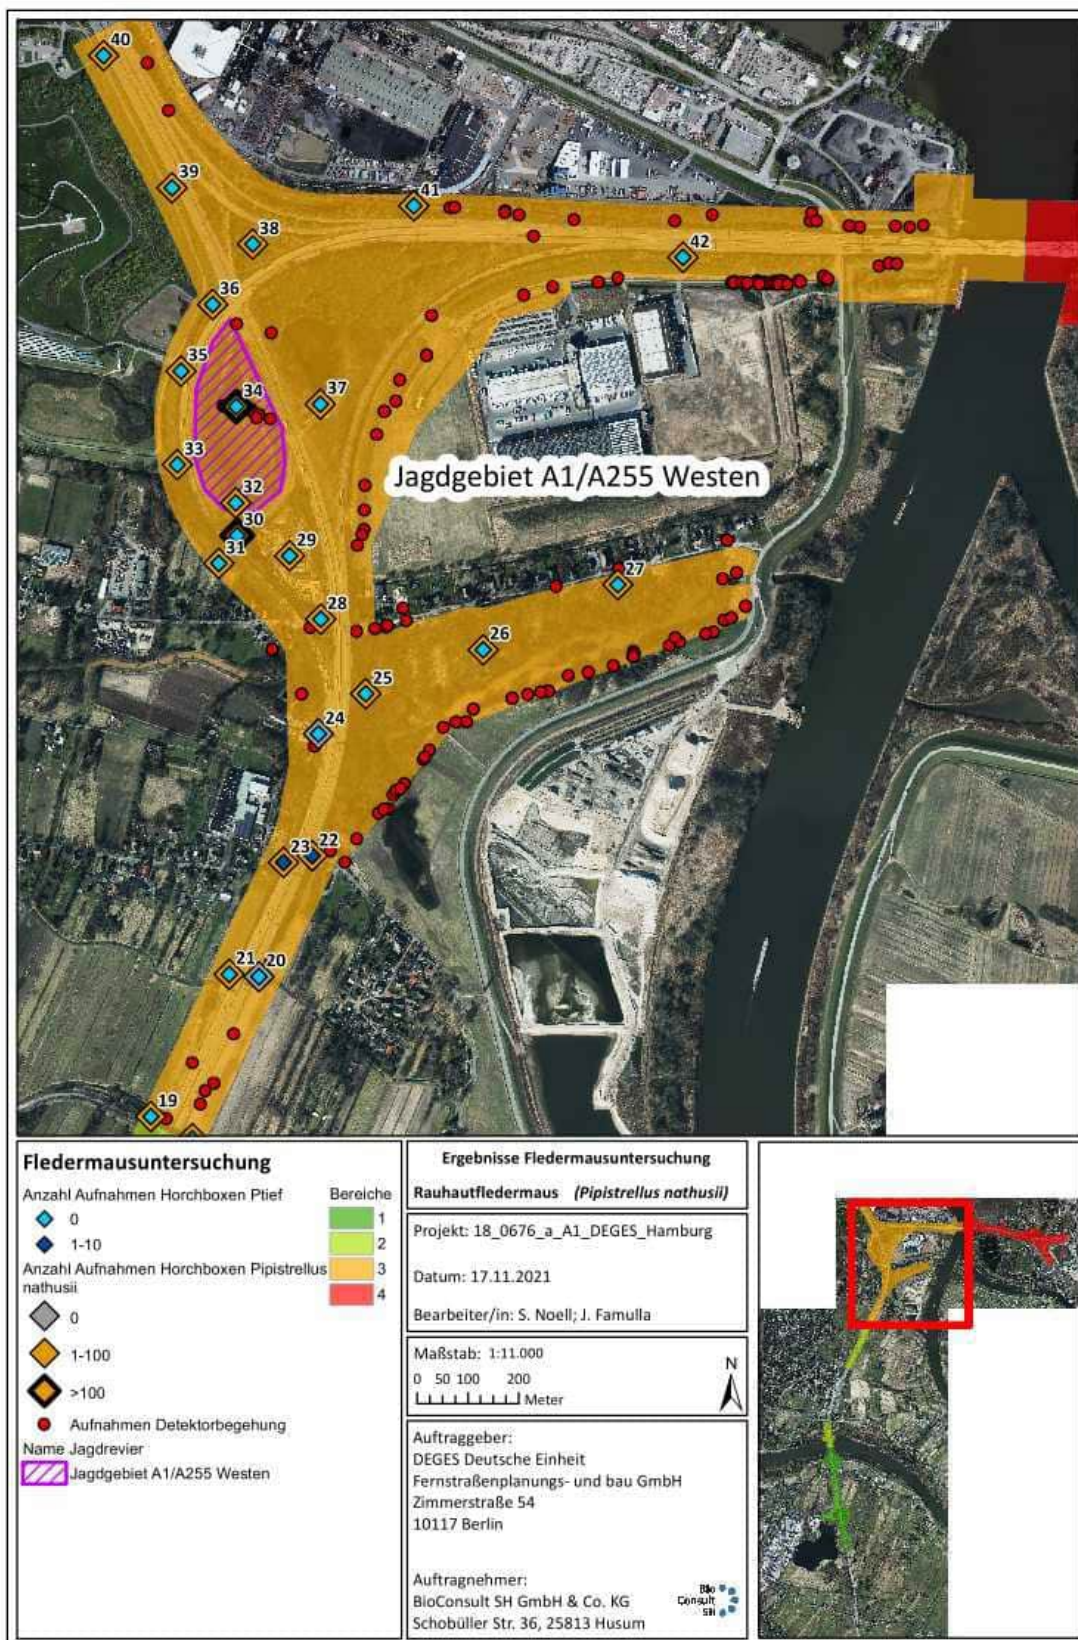 40
39
41
38
42
36
35
34
37
33
Jagdgebiet A1/A255 Westen
32
30
29
31
27
28
26
25
24
23
22
21
20
19
Fledermausuntersuchung
Anzahl Aufnahmen Horchboxen Ptief
0
1-10
Anzahl Aufnahmen Horchboxen Pipistrellus
nathusii
0
1-100
>100
Aufnahmen Detektorbegehung
Name Jagdrevier
Jagdgebiet A1/A255 Westen
Bereiche
1
2
3
4
Ergebnisse Fledermausuntersuchung
Rauhautfledermaus (Pipistrellus nathusii)
Projekt: 18_0676_a_A1_DEGES_Hamburg
Datum: 17.11.2021
Bearbeiter/in: S. Noell; J. Famulla
Maßstab: 1:11.000
0 50 100 200
Meter
N
Auftraggeber:
DEGES Deutsche Einheit
Fernstraßenplanungs- und bau GmbH
Zimmerstraße 54
10117 Berlin
Auftragnehmer:
BioConsult SH GmbH & Co. KG
Schobüller Str. 36, 25813 Husum
Bio
Consult
SH